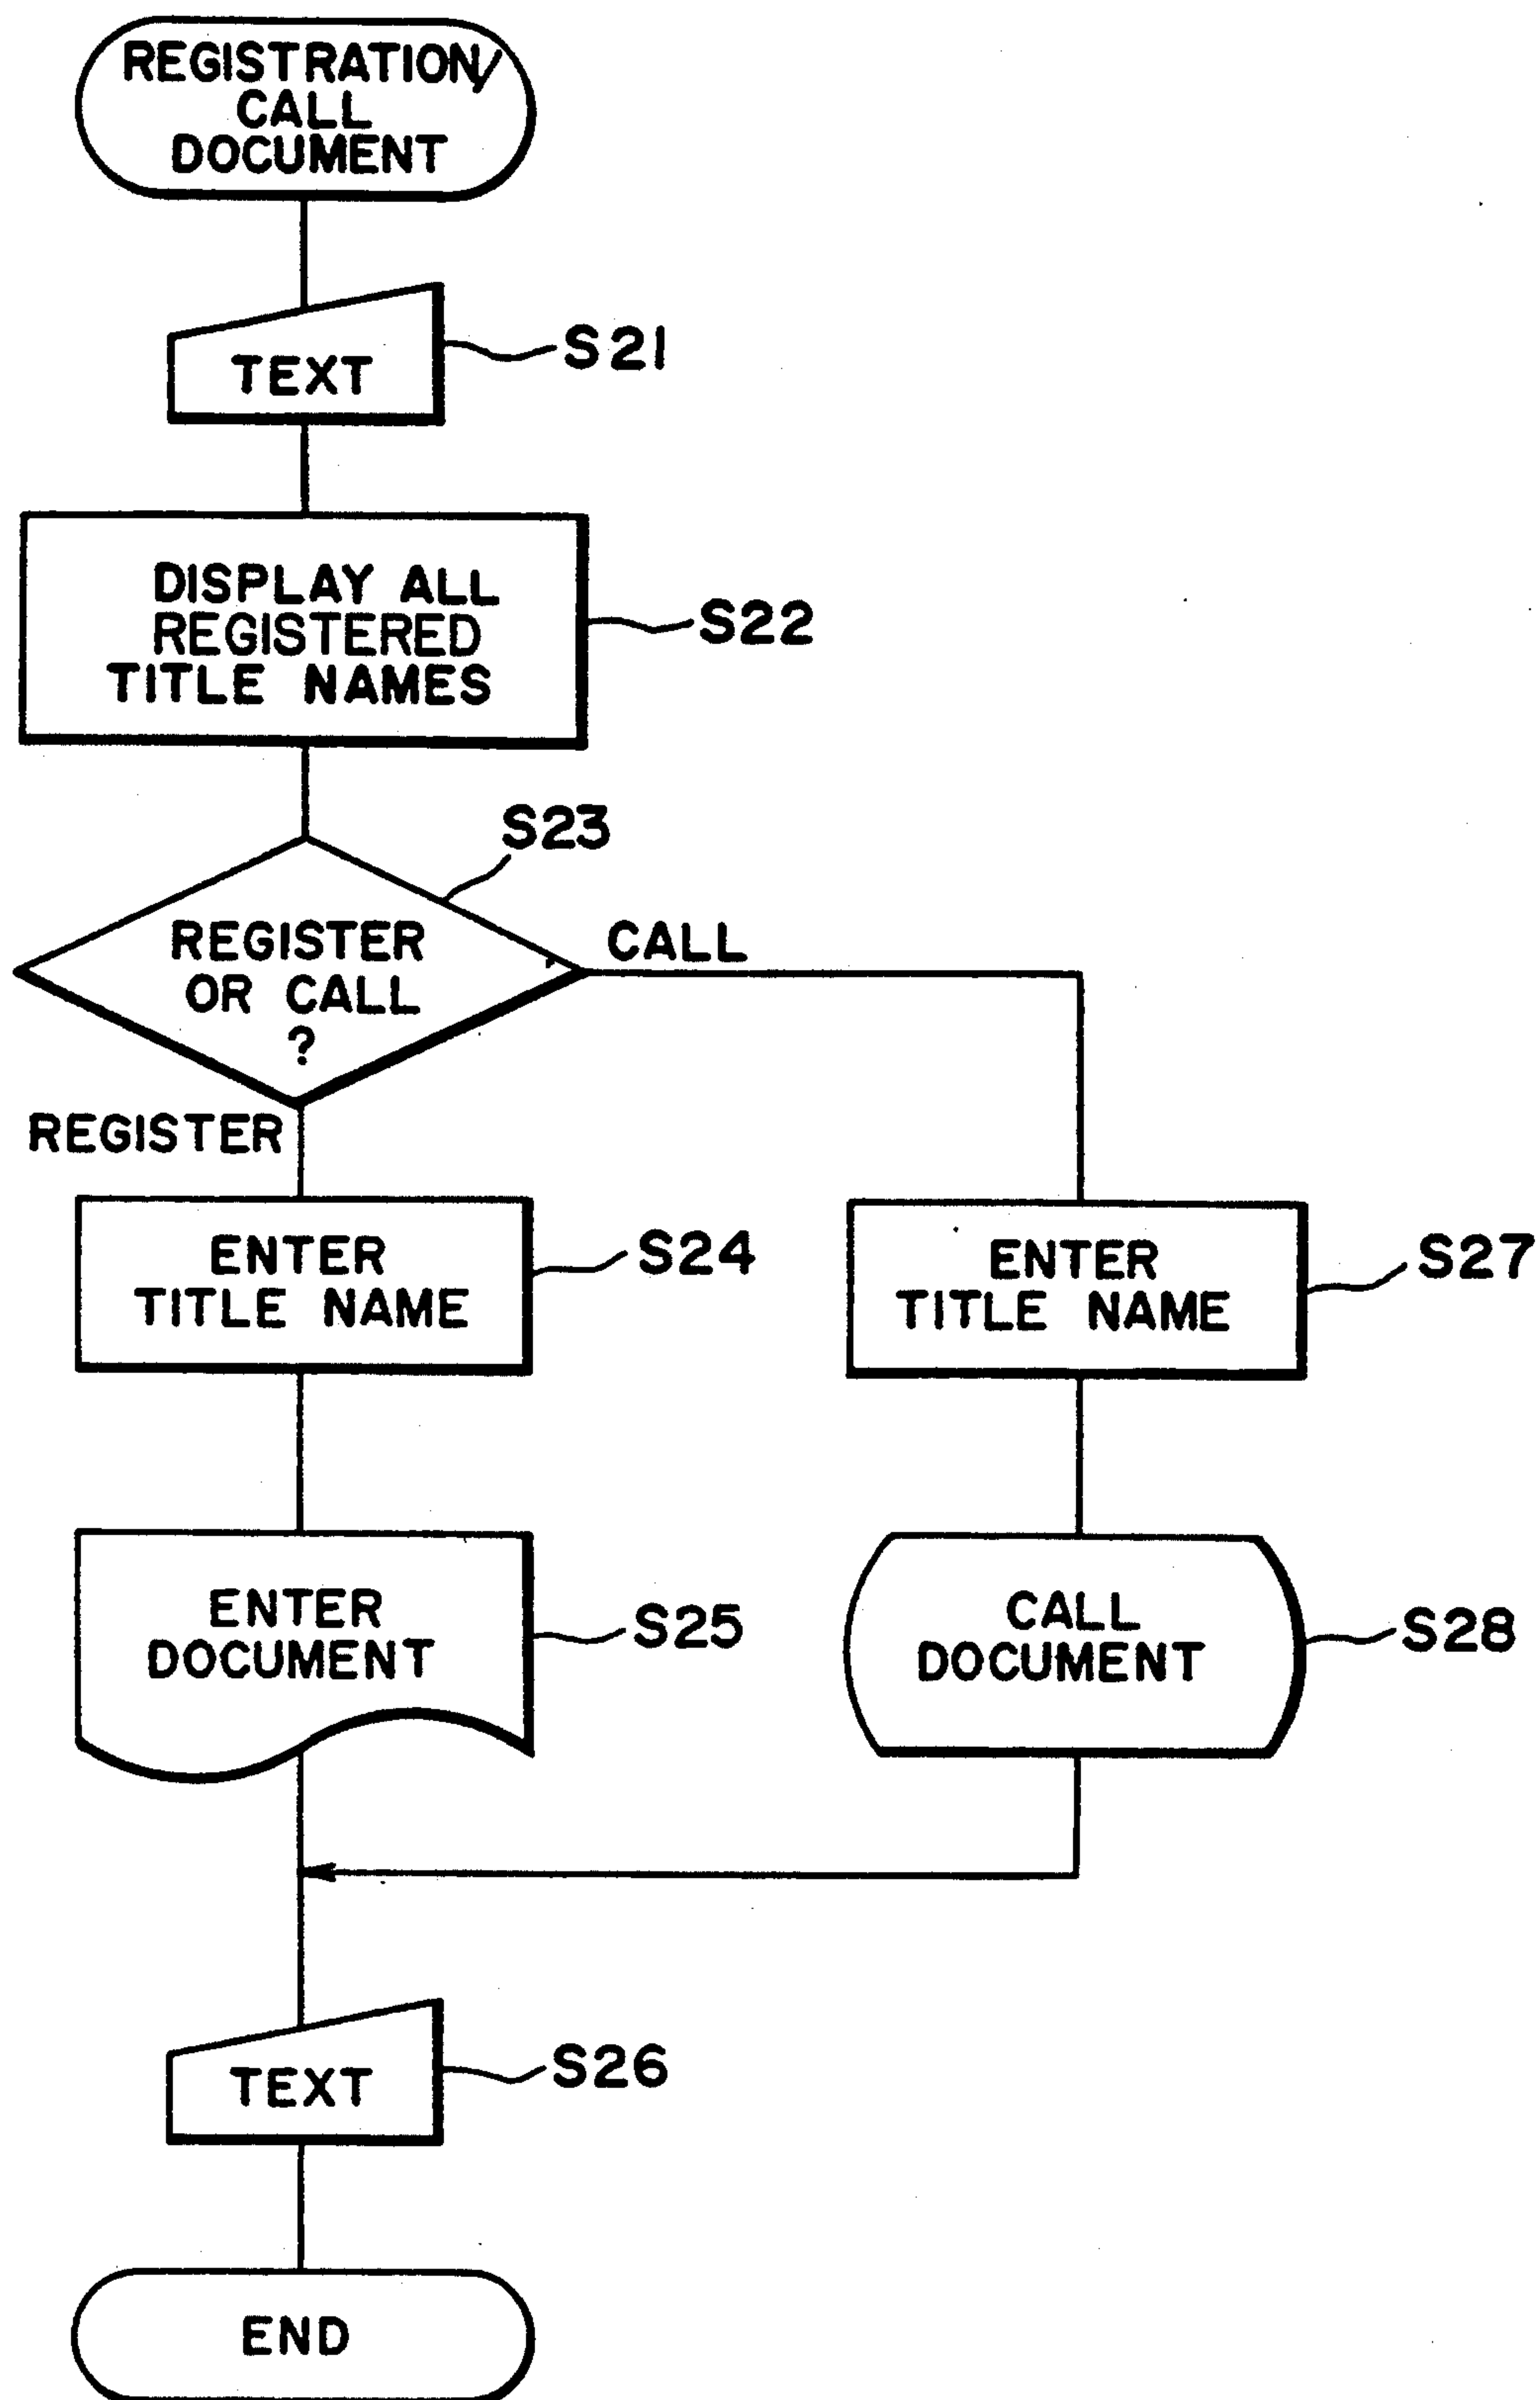 REGISTRATION/
CALL
DOCUMENT
TEXT
S21
DISPLAY ALL
REGISTERED
TITLE NAMES
S22
S23
REGISTER
OR CALL
?
CALL
REGISTER
ENTER
TITLE NAME
S24
ENTER
TITLE NAME
S27
ENTER
DOCUMENT
S25
CALL
DOCUMENT
S28
TEXT
S26
END